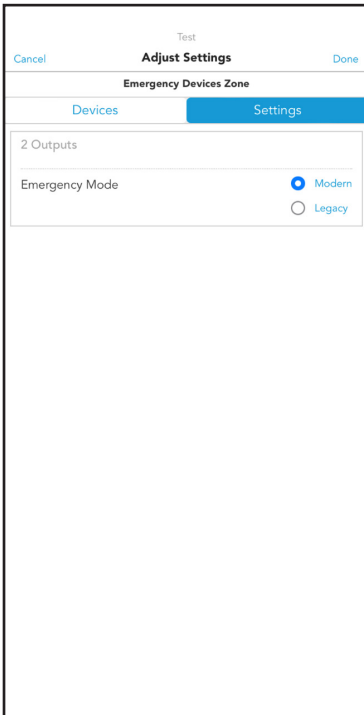 Test
Cancel Adjust Settings Done
Emergency Devices Zone
Devices Settings
2 Outputs
Emergency Mode Modern
Legacy